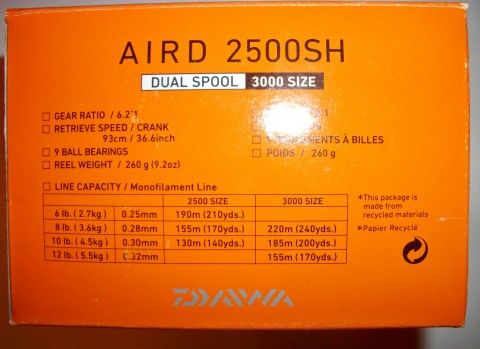 AIRD 2500SH
DUAL SPOOL 3000 SIZE
□ GEAR RATIO / 6.2:1
□ RETRIEVE SPEED / CRANK
93cm / 36.6inch
□ 9 BALL BEARINGS
□ REEL WEIGHT / 260 g (9.2oz)
À BILLES
□ POIDS / 260 g
□ LINE CAPACITY / Monofilament Line
2500 SIZE 3000 SIZE
6 lb. ( 2.7kg ) 0.25mm 190m (210yds.)
8 lb. ( 3.6kg ) 0.28mm 155m (170yds.) 220m (240yds.)
10 lb. ( 4.5kg ) 0.30mm 130m (140yds.) 185m (200yds.)
12 lb. ( 5.5kg ) 0.32mm 155m (170yds.)
*This package is
made from
recycled materials
*Papier Recyclé
DAIWA